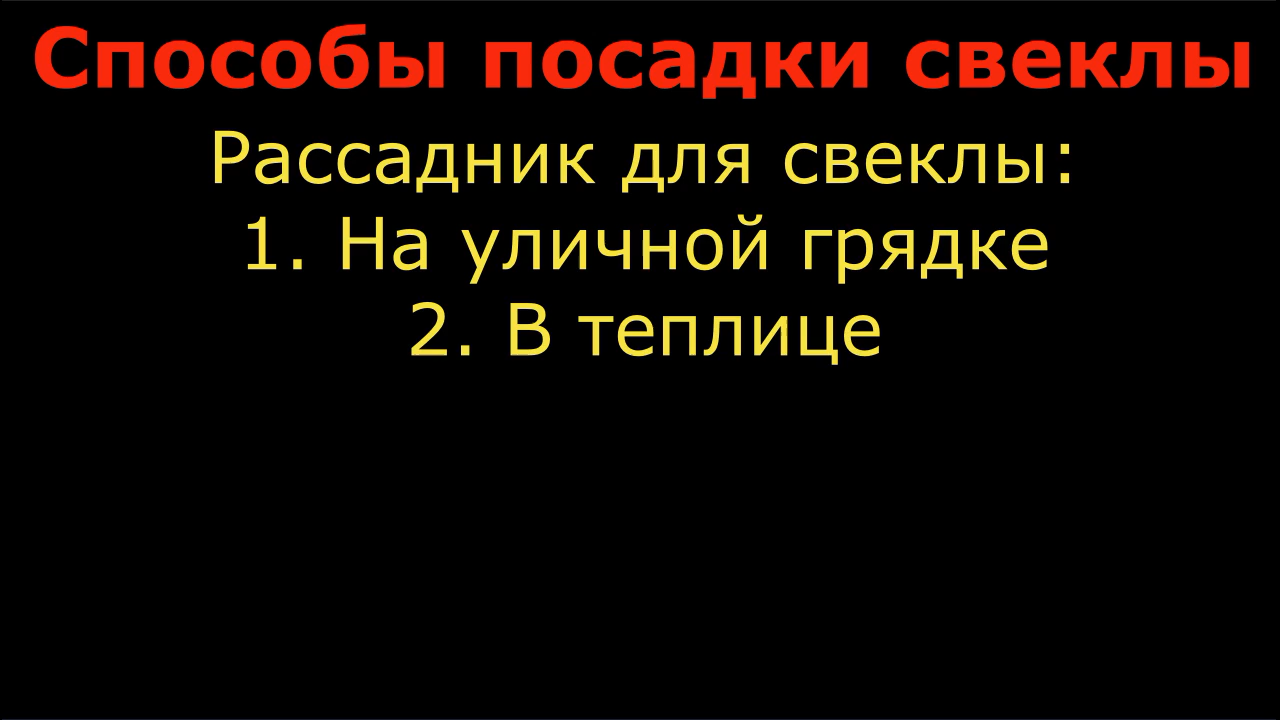 Способы посадки свеклы
Рассадник для свеклы:
1. На уличной грядке
2. В теплице